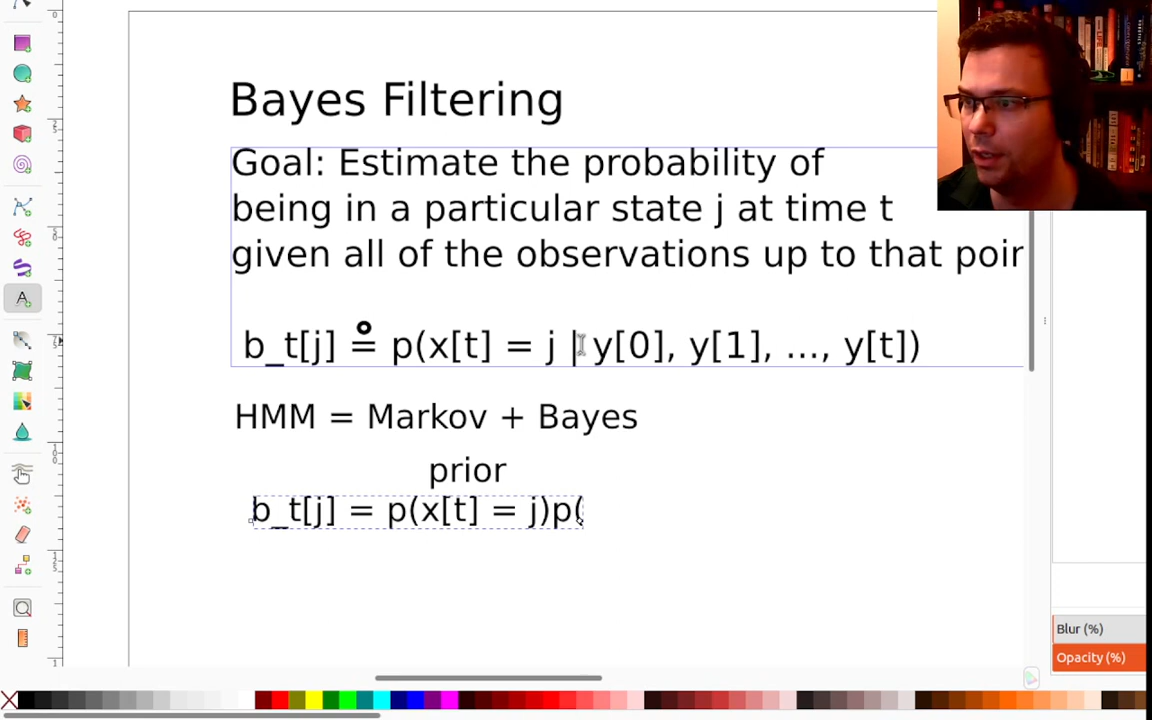 Bayes Filtering
Goal: Estimate the probability of
being in a particular state j at time t
given all of the observations up to that poin
b_t[j] ≗ p(x[t] = j | y[0], y[1], ..., y[t])
HMM = Markov + Bayes
prior
b_t[j] = p(x[t] = j)p(
Blur (%)
Opacity (%)